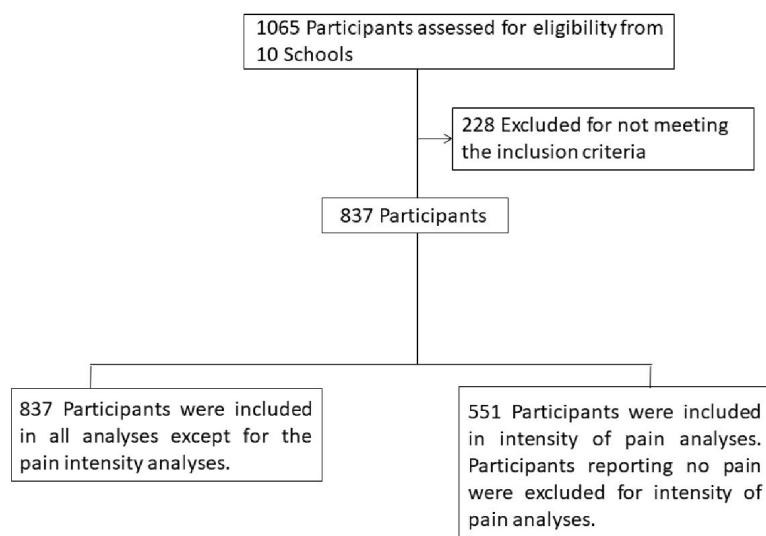 1065 Participants assessed for eligibility from
10 Schools
228 Excluded for not meeting
the inclusion criteria
837 Participants
837 Participants were included
in all analyses except for the
pain intensity analyses.
551 Participants were included
in intensity of pain analyses.
Participants reporting no pain
were excluded for intensity of
pain analyses.